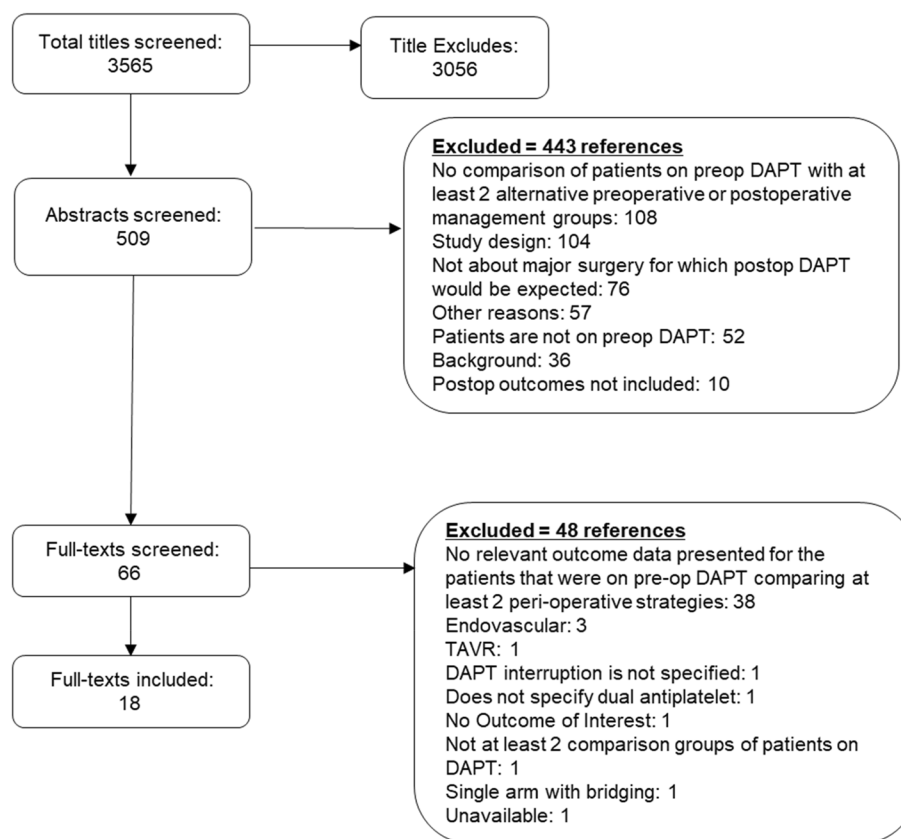 Total titles screened:
3565
Title Excludes:
3056
Abstracts screened:
509
Excluded = 443 references
No comparison of patients on preop DAPT with at
least 2 alternative preoperative or postoperative
management groups: 108
Study design: 104
Not about major surgery for which postop DAPT
would be expected: 76
Other reasons: 57
Patients are not on preop DAPT: 52
Background: 36
Postop outcomes not included: 10
Full-texts screened:
66
Excluded = 48 references
No relevant outcome data presented for the
patients that were on pre-op DAPT comparing at
least 2 peri-operative strategies: 38
Endovascular: 3
TAVR: 1
DAPT interruption is not specified: 1
Does not specify dual antiplatelet: 1
No Outcome of Interest: 1
Not at least 2 comparison groups of patients on
DAPT: 1
Single arm with bridging: 1
Unavailable: 1
Full-texts included:
18